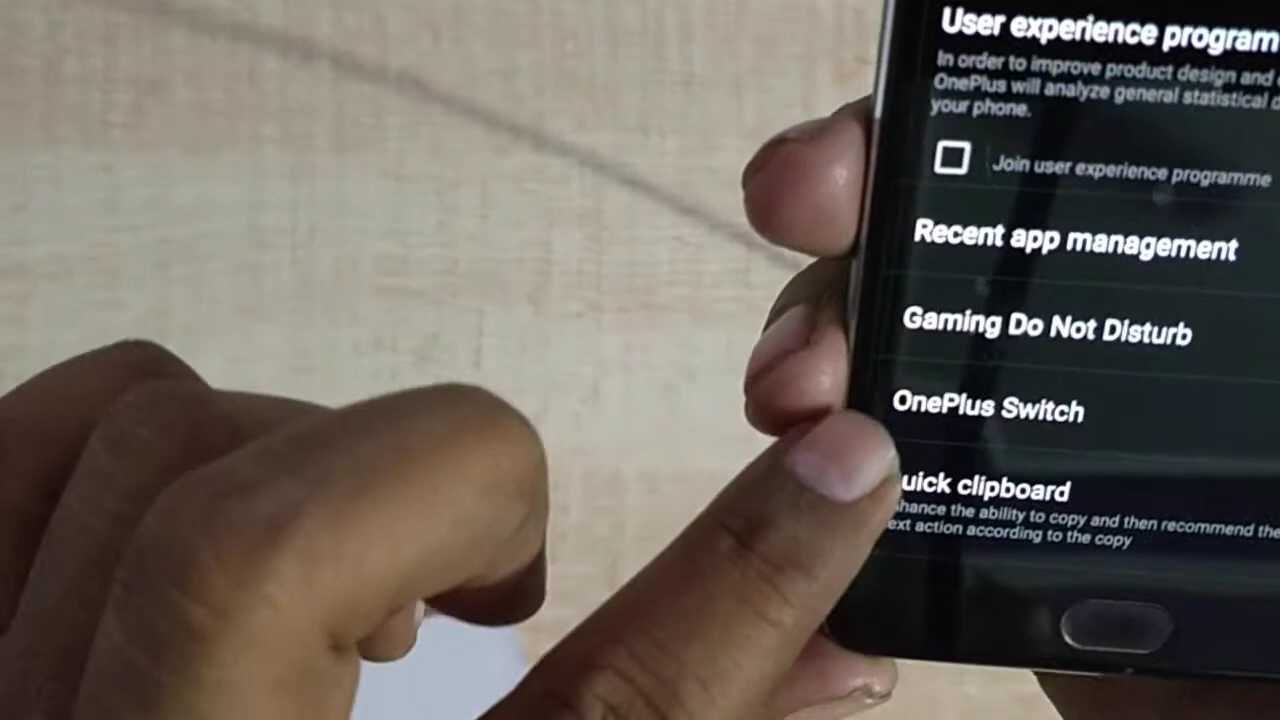 User experience program
In order to improve product design and
OnePlus will analyze general statistical
your phone.
Join user experience programme
Recent app management
Gaming Do Not Disturb
OnePlus Switch
uick clipboard
hance the ability to copy and then recommend the
ext action according to the copy